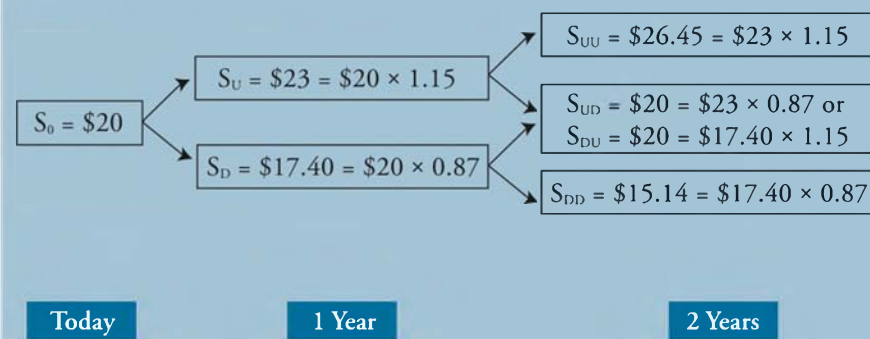 S₀ = $20
S_U = $23 = $20 × 1.15
S_D = $17.40 = $20 × 0.87
S_UU = $26.45 = $23 × 1.15
S_UD = $20 = $23 × 0.87 or
S_DU = $20 = $17.40 × 1.15
S_DD = $15.14 = $17.40 × 0.87
Today
1 Year
2 Years